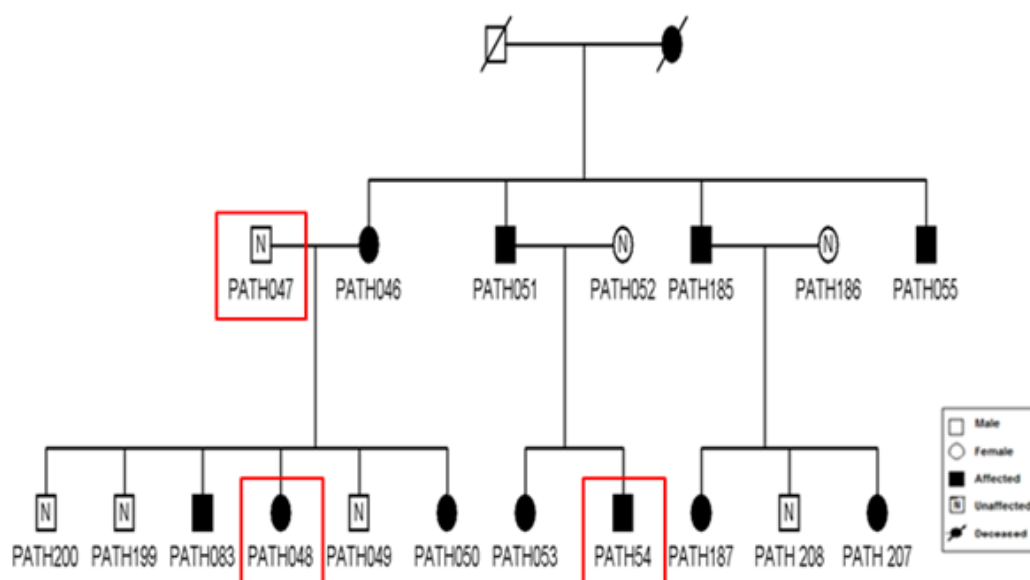 N
N
N
PATH047
PATH046
PATH051
PATH052
PATH185
PATH186
PATH055
N
N
N
N
PATH200
PATH199
PATH083
PATH048
PATH049
PATH050
PATH053
PATH54
PATH187
PATH 208
PATH 207
Male
Female
Affected
N Unaffected
Deceased